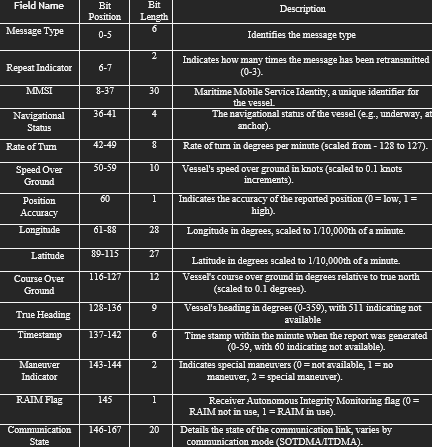 Field Name Bit Bit Description
Position Length
Message Type 0-5 6 Identifies the message type
Repeat Indicator 6-7 2 Indicates how many times the message has been retransmitted
(0-3).
MMSI 8-37 30 Maritime Mobile Service Identity, a unique identifier for
the vessel.
Navigational 36-41 4 The navigational status of the vessel (e.g., underway, at
Status anchor).
Rate of Turn 42-49 8 Rate of turn in degrees per minute (scaled from - 128 to 127).
Speed Over 50-59 10 Vessel's speed over ground in knots (scaled to 0.1 knots
Ground increments).
Position 60 1 Indicates the accuracy of the reported position (0 = low, 1 =
Accuracy high).
Longitude 61-88 28 Longitude in degrees, scaled to 1/10,000th of a minute.
Latitude 89-115 27 Latitude in degrees scaled to 1/10,000th of a minute.
Course Over 116-127 12 Vessel's course over ground in degrees relative to true north
Ground (scaled to 0.1 degrees).
True Heading 128-136 9 Vessel's heading in degrees (0-359), with 511 indicating not
available
Timestamp 137-142 6 Time stamp within the minute when the report was generated
(0-59, with 60 indicating not available).
Maneuver 143-144 2 Indicates special maneuvers (0 = not available, 1 = no
Indicator maneuver, 2 = special maneuver).
RAIM Flag 145 1 Receiver Autonomous Integrity Monitoring flag (0 =
RAIM not in use, 1 = RAIM in use).
Communication 146-167 20 Details the state of the communication link, varies by
State communication mode (SOTDMA/ITDMA).